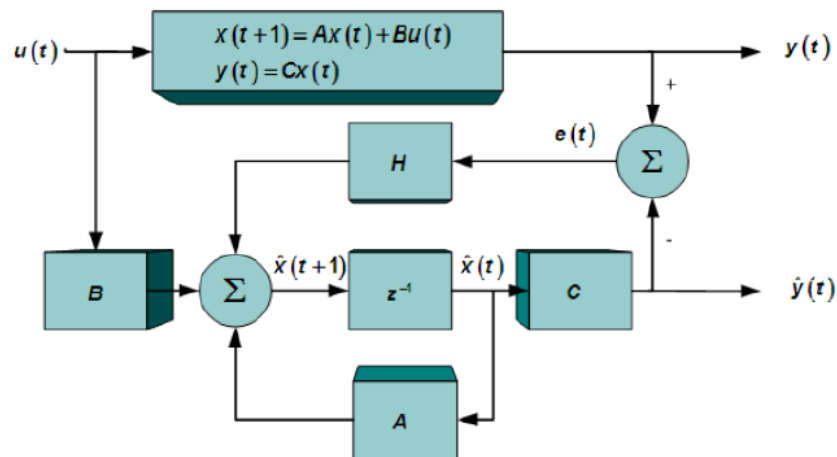 u(t)
x(t+1)=Ax(t)+Bu(t)
y(t)=Cx(t)
y(t)
+
e(t)
H
Σ
-
B
Σ
x̂(t+1)
z⁻¹
x̂(t)
C
ŷ(t)
A